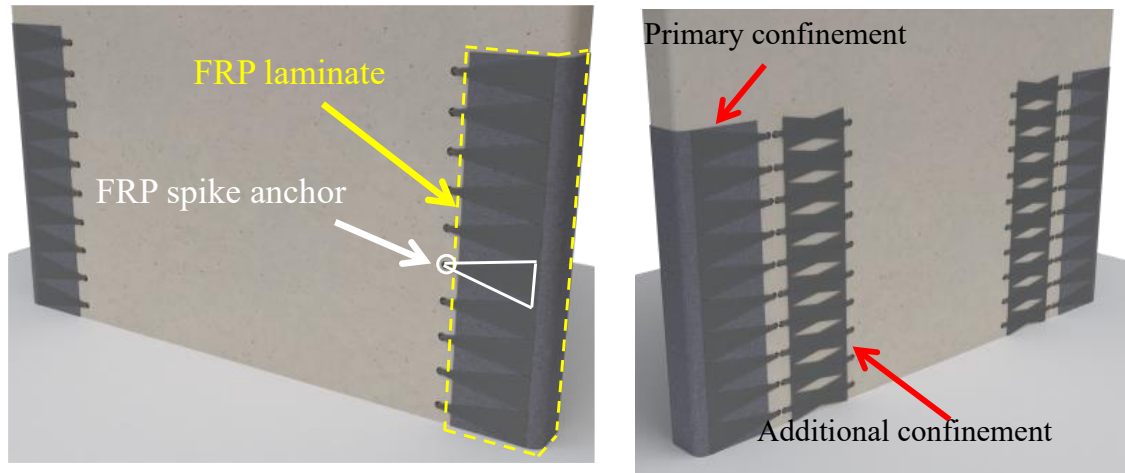 FRP laminate
FRP spike anchor
Primary confinement
Additional confinement